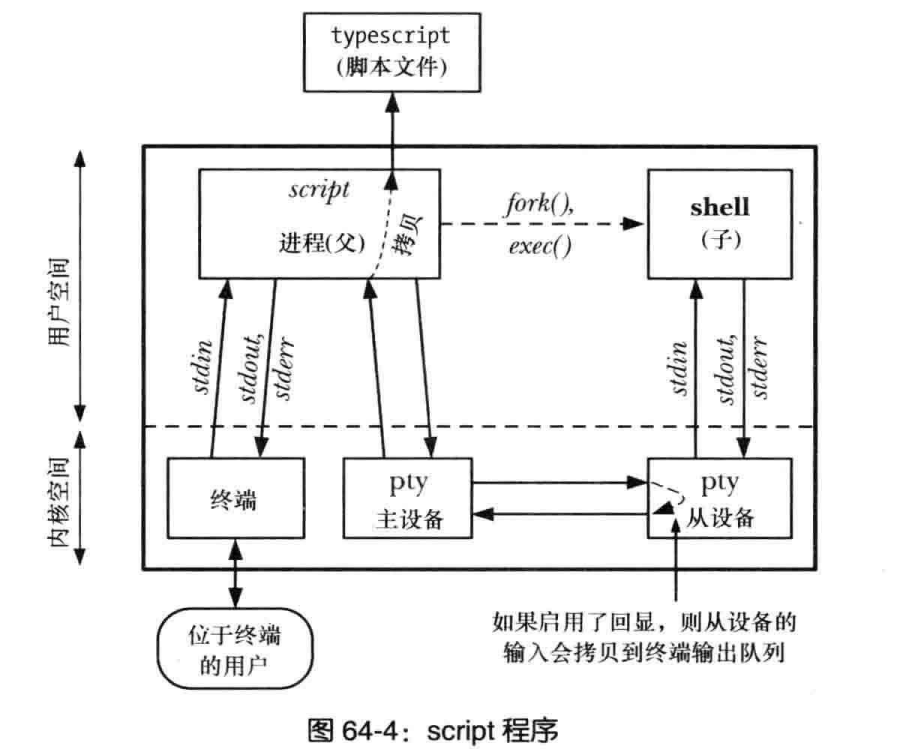 typescript
(脚本文件)
script
进程(父)
拷贝
fork(),
exec()
shell
(子)
用户空间
stdin
stdout,
stderr
stdin
stdout,
stderr
内核空间
终端
pty
主设备
pty
从设备
位于终端
的用户
如果启用了回显，则从设备的
输入会拷贝到终端输出队列
图 64-4：script 程序